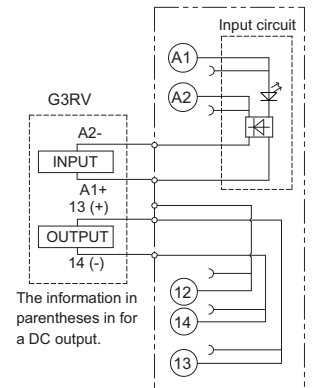 Input circuit
A1
A2
G3RV
A2-
INPUT
A1+
13 (+)
OUTPUT
14 (-)
12
14
13
The information in
parentheses in for
a DC output.